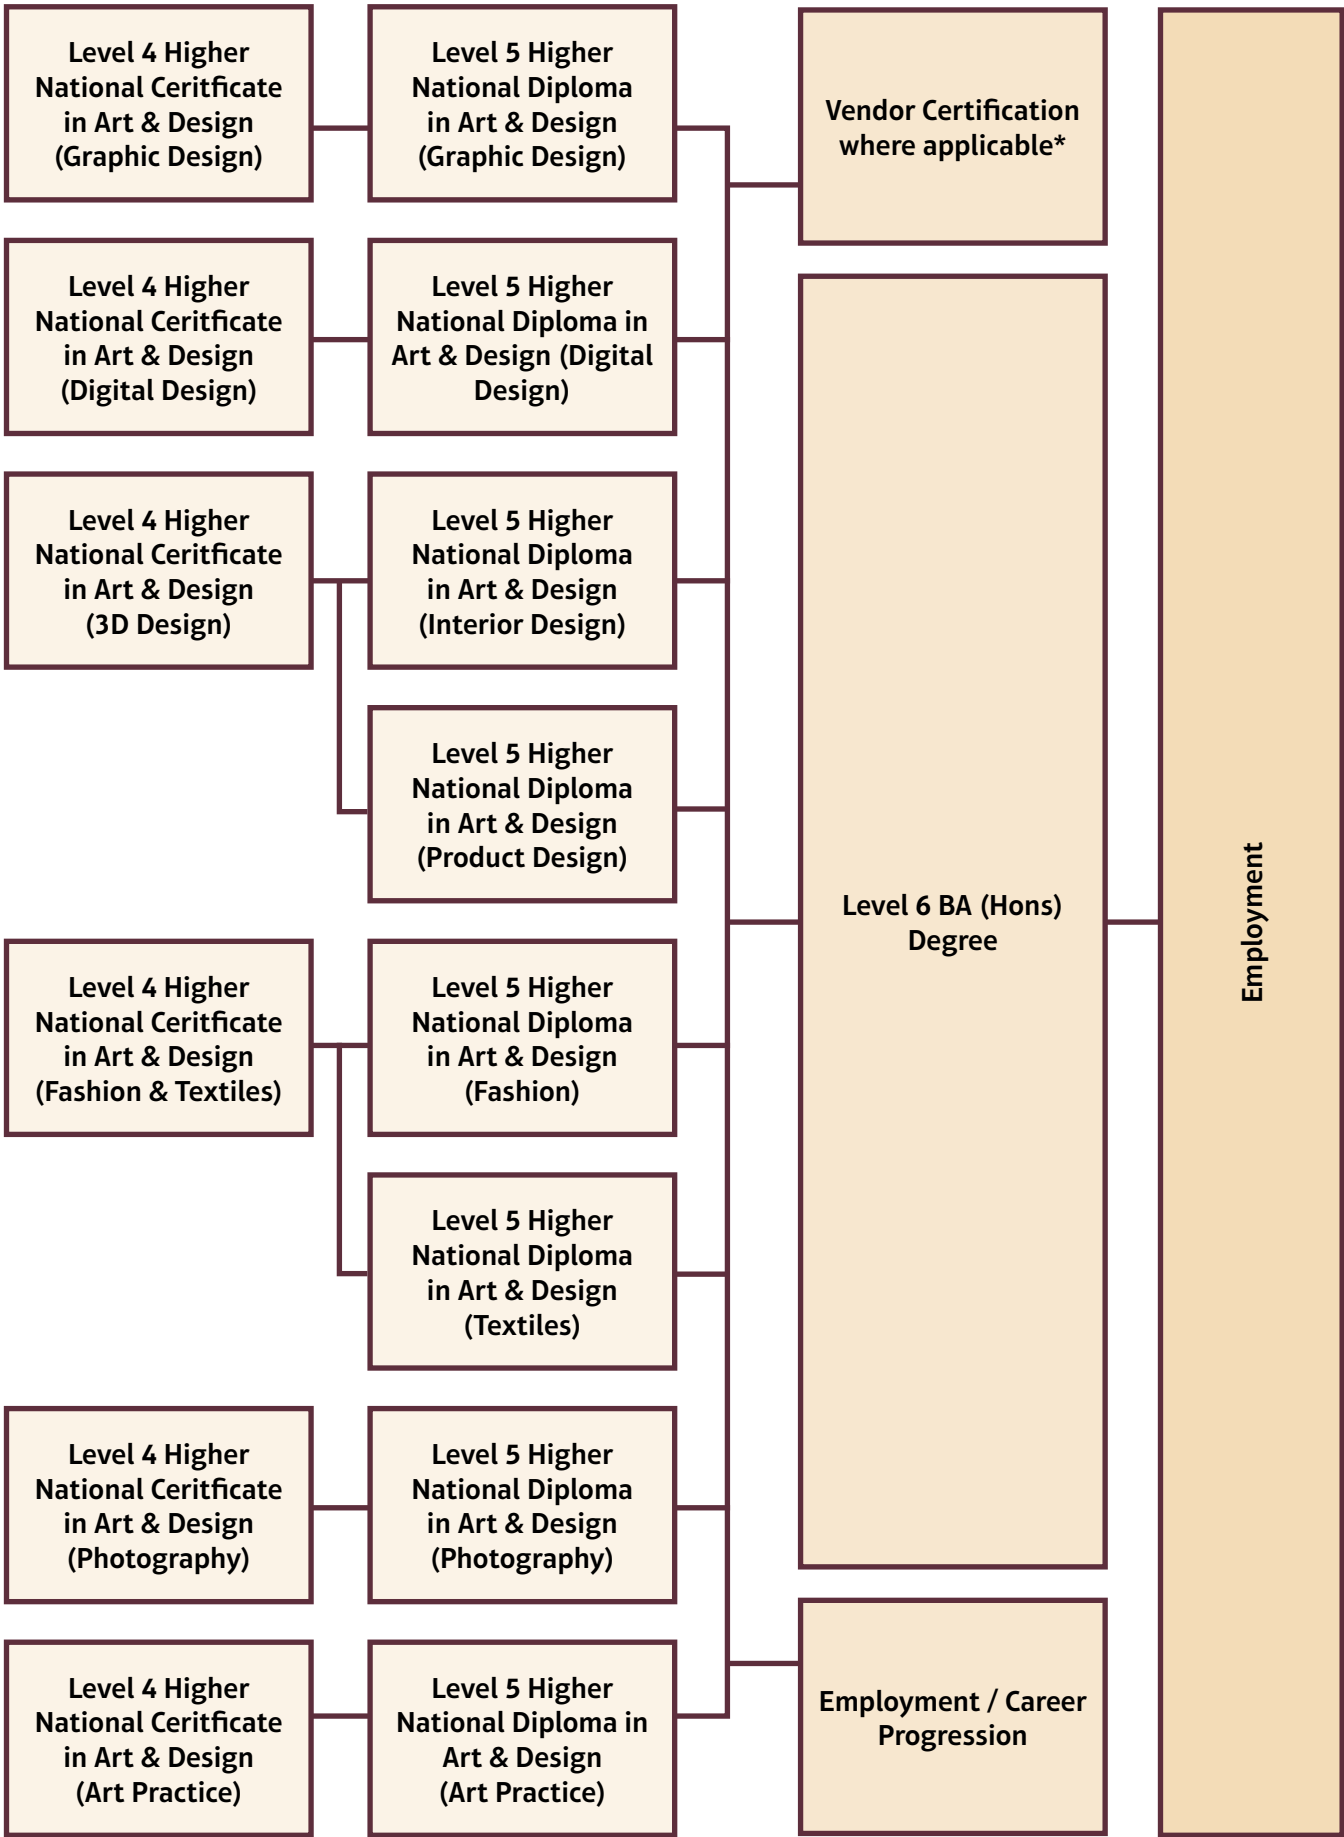 Level 4 Higher
National Ceritficate
in Art & Design
(Graphic Design)
Level 5 Higher
National Diploma
in Art & Design
(Graphic Design)
Vendor Certification
where applicable*
Level 4 Higher
National Ceritficate
in Art & Design
(Digital Design)
Level 5 Higher
National Diploma in
Art & Design (Digital
Design)
Level 4 Higher
National Ceritficate
in Art & Design
(3D Design)
Level 5 Higher
National Diploma
in Art & Design
(Interior Design)
Level 5 Higher
National Diploma
in Art & Design
(Product Design)
Level 6 BA (Hons)
Degree
Employment
Level 4 Higher
National Ceritficate
in Art & Design
(Fashion & Textiles)
Level 5 Higher
National Diploma
in Art & Design
(Fashion)
Level 5 Higher
National Diploma
in Art & Design
(Textiles)
Level 4 Higher
National Ceritficate
in Art & Design
(Photography)
Level 5 Higher
National Diploma
in Art & Design
(Photography)
Level 4 Higher
National Ceritficate
in Art & Design
(Art Practice)
Level 5 Higher
National Diploma in
Art & Design
(Art Practice)
Employment / Career
Progression